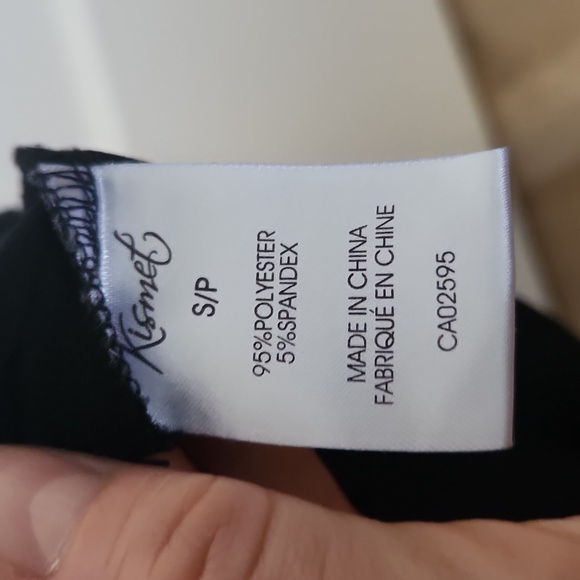 Kismet
S/P
95%POLYESTER
5%SPANDEX
MADE IN CHINA
FABRIQUÉ EN CHINE
CA02595